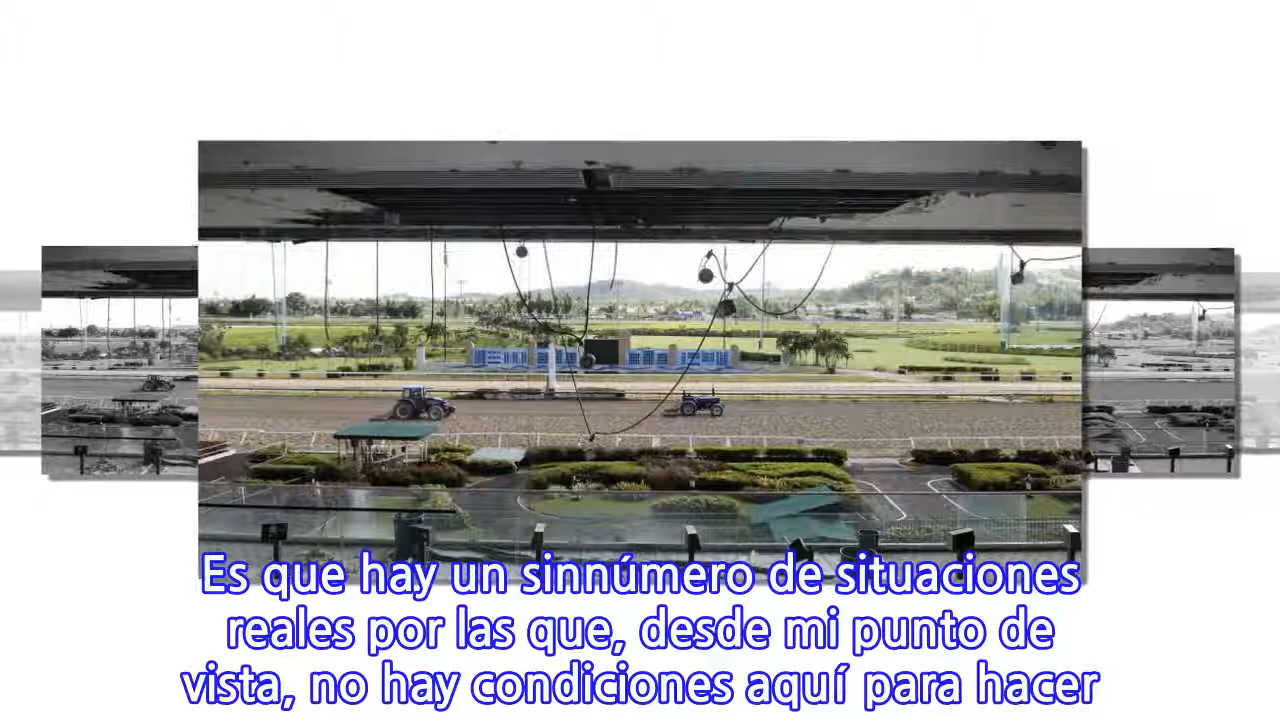 Es que hay un sinnúmero de situaciones
reales por las que, desde mi punto de
vista, no hay condiciones aquí para hacer